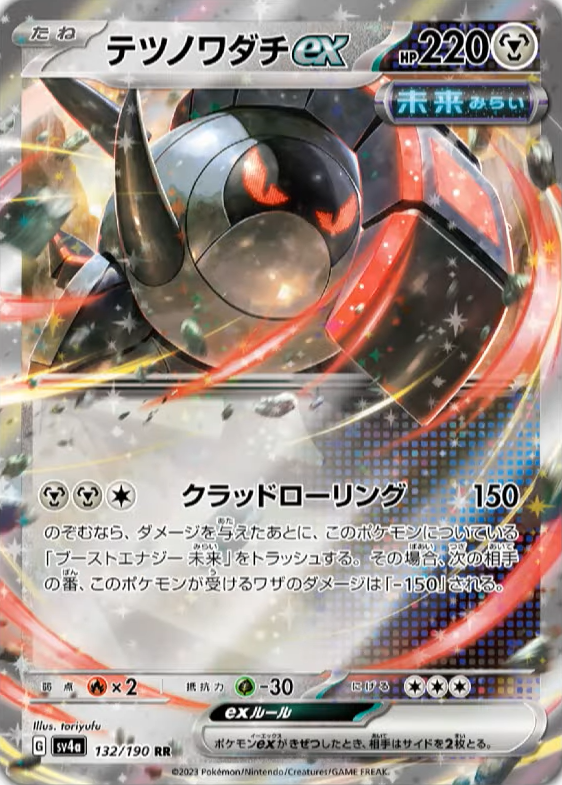 たね
テツノワダチex HP220
未来 みらい
クラッドローリング 150
のぞむなら、ダメージを与えたあとに、このポケモンについている
「ブーストエナジー 未来」をトラッシュする。その場合、次の相手
の番、このポケモンが受けるワザのダメージは「-150」される。
弱点 ×2 抵抗力 -30 にげる
exルール
ポケモンexがきぜつしたとき、相手はサイドを2枚とる。
Illus. toriyufu
G sv4a 132/190 RR
©2023 Pokémon/Nintendo/Creatures/GAME FREAK.